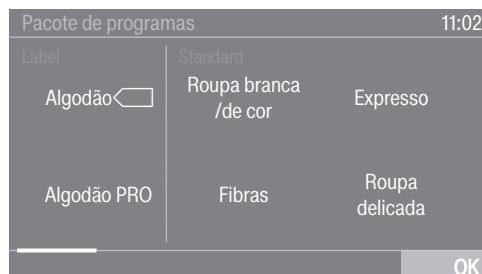 Pacote de programas 11:02
Label Standard
Algodão Roupa branca Expresso
/de cor
Algodão PRO Fibras Roupa
delicada
OK